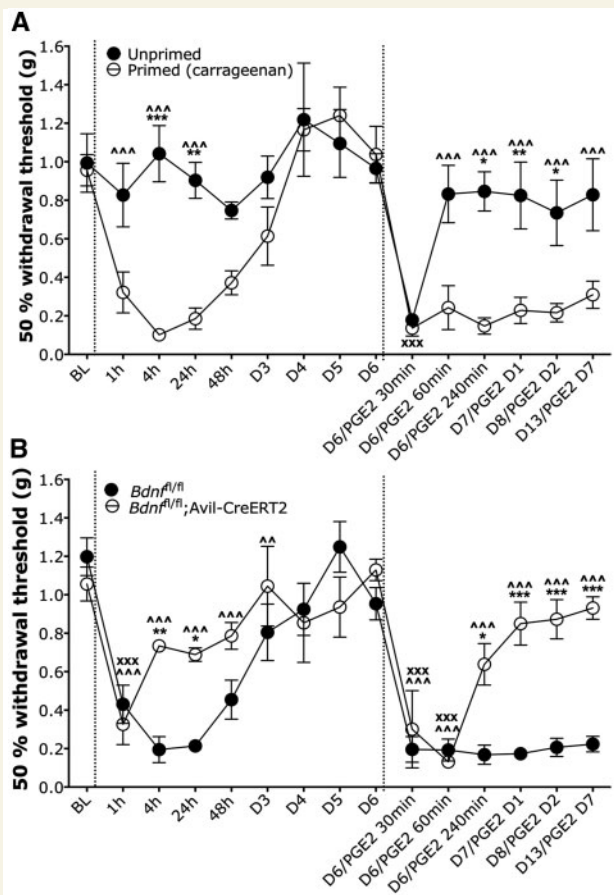 A
50 % withdrawal threshold (g)
1.6
1.4
1.2
1.0
0.8
0.6
0.4
0.2
0.0
Unprimed
Primed (carrageenan)
^^^
^^^
***
^^^
**
^^^
^^^
*
^^^
**
^^^
*
^^^
xxx
BL
1h
4h
24h
48h
D3
D4
D5
D6
D6/PGE2 30min
D6/PGE2 60min
D6/PGE2 240min
D7/PGE2 D1
D8/PGE2 D2
D13/PGE2 D7
B
50 % withdrawal threshold (g)
1.6
1.4
1.2
1.0
0.8
0.6
0.4
0.2
0.0
Bdnf^fl/fl
Bdnf^fl/fl;Avil-CreERT2
xxx
^^^
^^^
**
^^^
*
^^^
^^
xxx
^^^
xxx
^^^
^^^
*
^^^
***
^^^
***
^^^
***
BL
1h
4h
24h
48h
D3
D4
D5
D6
D6/PGE2 30min
D6/PGE2 60min
D6/PGE2 240min
D7/PGE2 D1
D8/PGE2 D2
D13/PGE2 D7